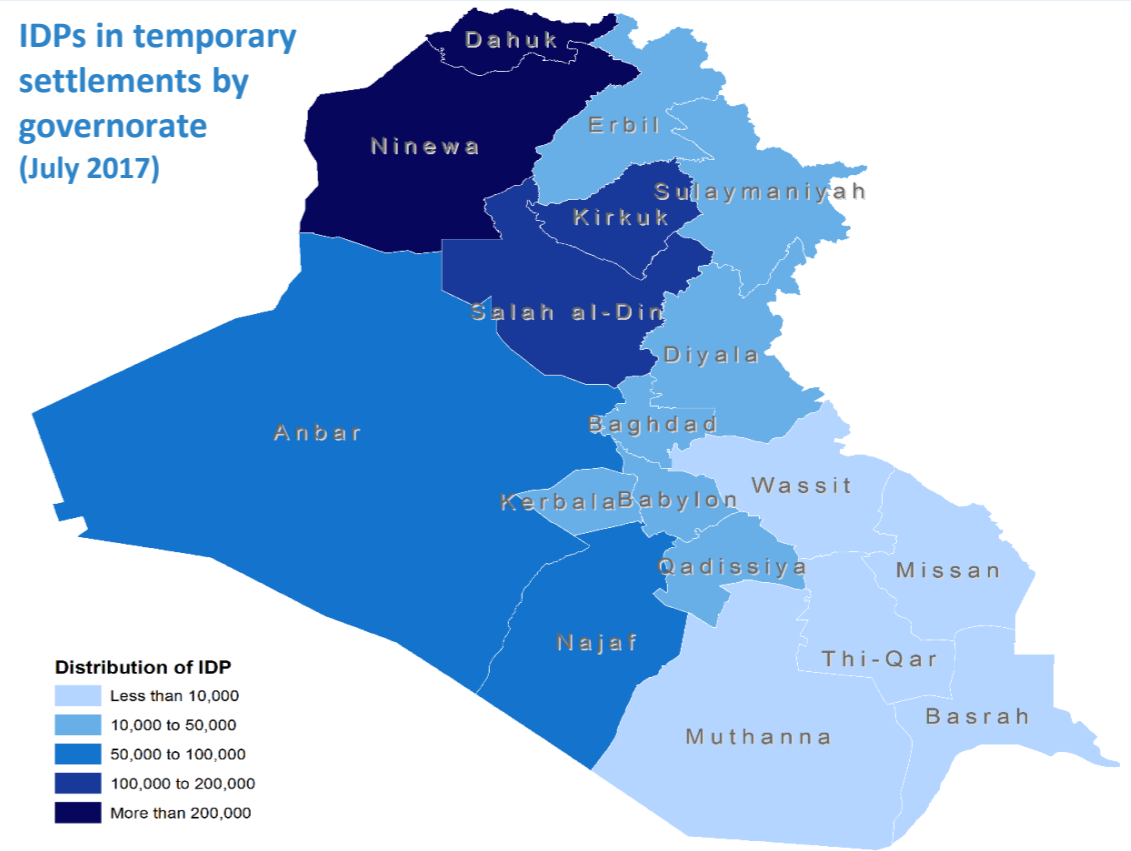 IDPs in temporary
settlements by
governorate
(July 2017)
Dahuk
Ninewa
Erbil
Sulaymaniyah
Kirkuk
Salah al-Din
Diyala
Anbar
Baghdad
Wassit
Kerbala
Babylon
Qadissiya
Missan
Najaf
Thi-Qar
Basrah
Muthanna
Distribution of IDP
Less than 10,000
10,000 to 50,000
50,000 to 100,000
100,000 to 200,000
More than 200,000